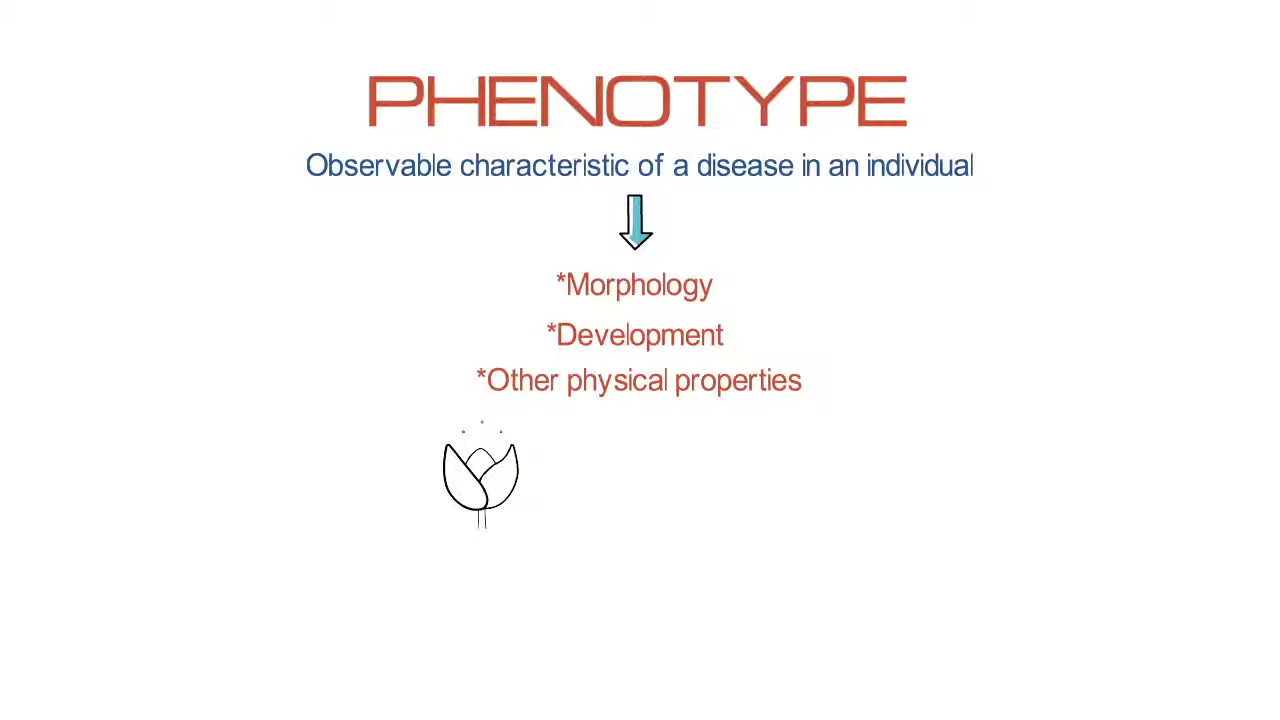 PHENOTYPE
Observable characteristic of a disease in an individual
*Morphology
*Development
*Other physical properties